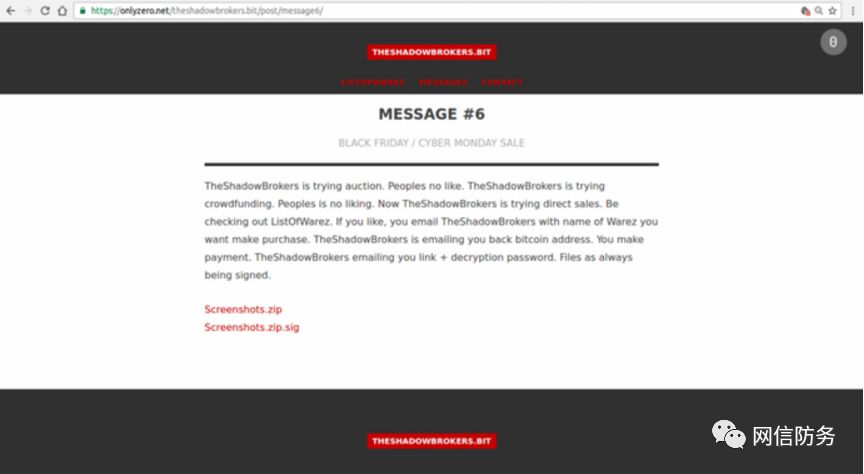 https://onlyzero.net/theshadowbrokers.bit/post/message6/
0
THESHADOWBROKERS.BIT
LISTOFWAREZ MESSAGES CONTACT
MESSAGE #6
BLACK FRIDAY / CYBER MONDAY SALE
TheShadowBrokers is trying auction. Peoples no like. TheShadowBrokers is trying
crowdfunding. Peoples is no liking. Now TheShadowBrokers is trying direct sales. Be
checking out ListOfWarez. If you like, you email TheShadowBrokers with name of Warez you
want make purchase. TheShadowBrokers is emailing you back bitcoin address. You make
payment. TheShadowBrokers emailing you link + decryption password. Files as always
being signed.
Screenshots.zip
Screenshots.zip.sig
THESHADOWBROKERS.BIT
网信防务